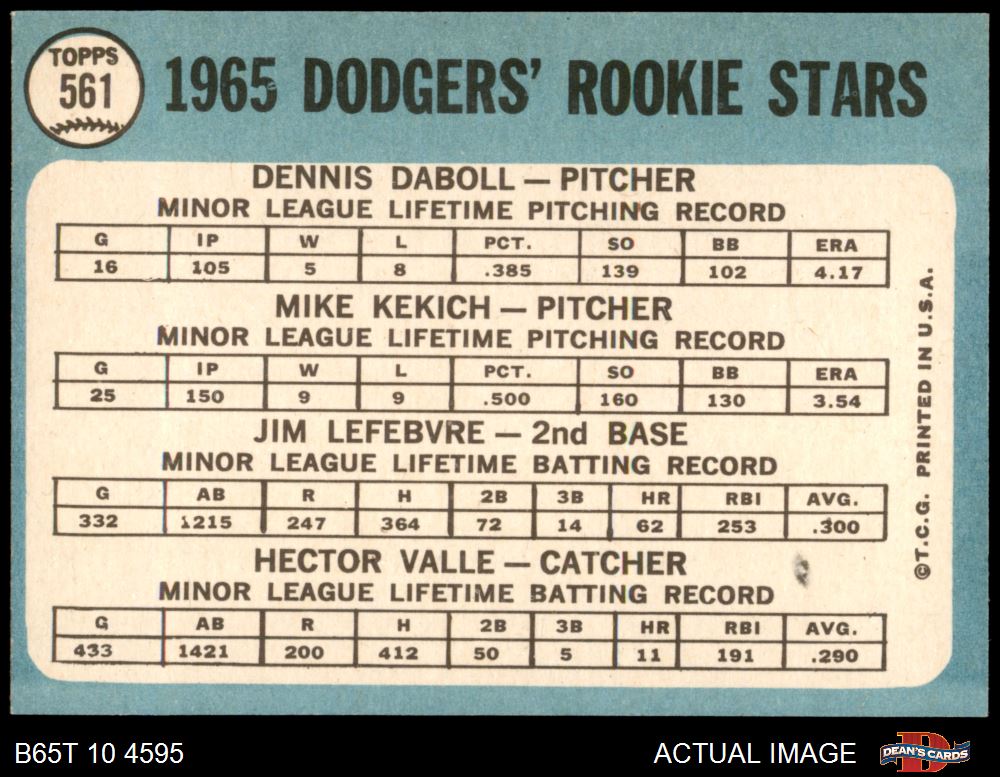 TOPPS
561
1965 DODGERS' ROOKIE STARS
DENNIS DABOLL — PITCHER
MINOR LEAGUE LIFETIME PITCHING RECORD
G IP W L PCT. SO BB ERA
16 105 5 8 .385 139 102 4.17
MIKE KEKICH — PITCHER
MINOR LEAGUE LIFETIME PITCHING RECORD
G IP W L PCT. SO BB ERA
25 150 9 9 .500 160 130 3.54
JIM LEFEBVRE — 2nd BASE
MINOR LEAGUE LIFETIME BATTING RECORD
G AB R H 2B 3B HR RBI AVG.
332 1215 247 364 72 14 62 253 .300
HECTOR VALLE — CATCHER
MINOR LEAGUE LIFETIME BATTING RECORD
G AB R H 2B 3B HR RBI AVG.
433 1421 200 412 50 5 11 191 .290
©T.C.G. PRINTED IN U.S.A.
B65T 10 4595
ACTUAL IMAGE
DEAN'S CARDS